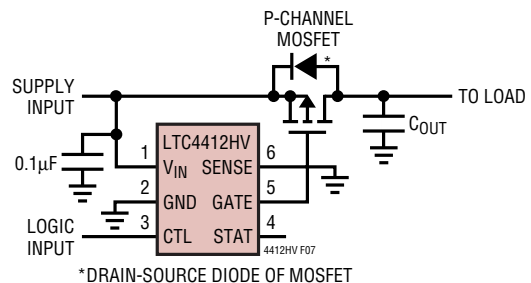 P-CHANNEL
MOSFET
*
SUPPLY
INPUT
TO LOAD
COUT
0.1µF
LTC4412HV
1
VIN
SENSE
6
2
GND
GATE
5
LOGIC
INPUT
3
CTL
STAT
4
4412HV F07
*DRAIN-SOURCE DIODE OF MOSFET